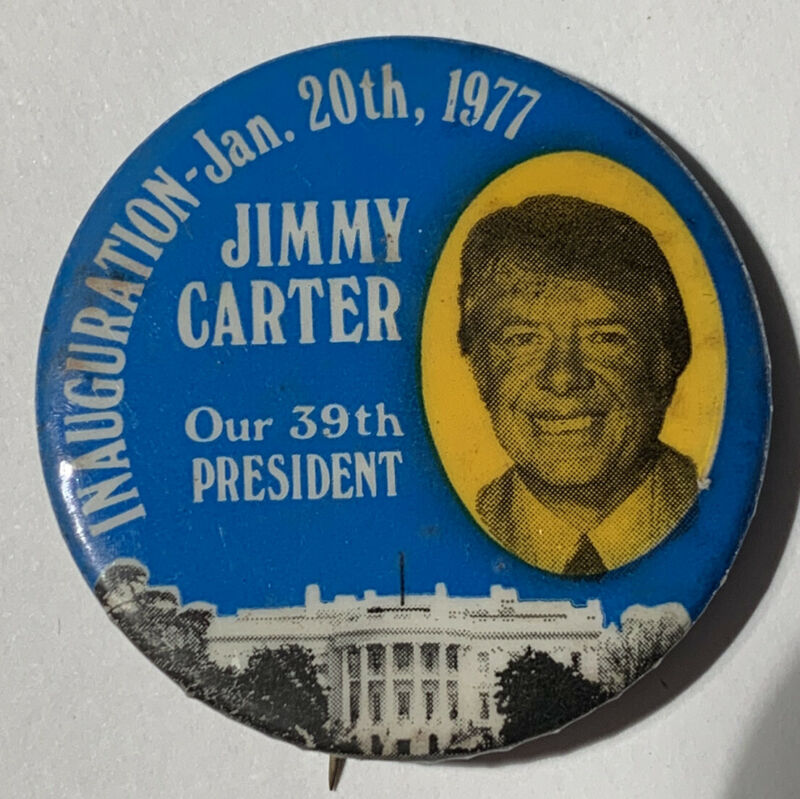 INAUGURATION-Jan. 20th, 1977
JIMMY
CARTER
Our 39th
PRESIDENT